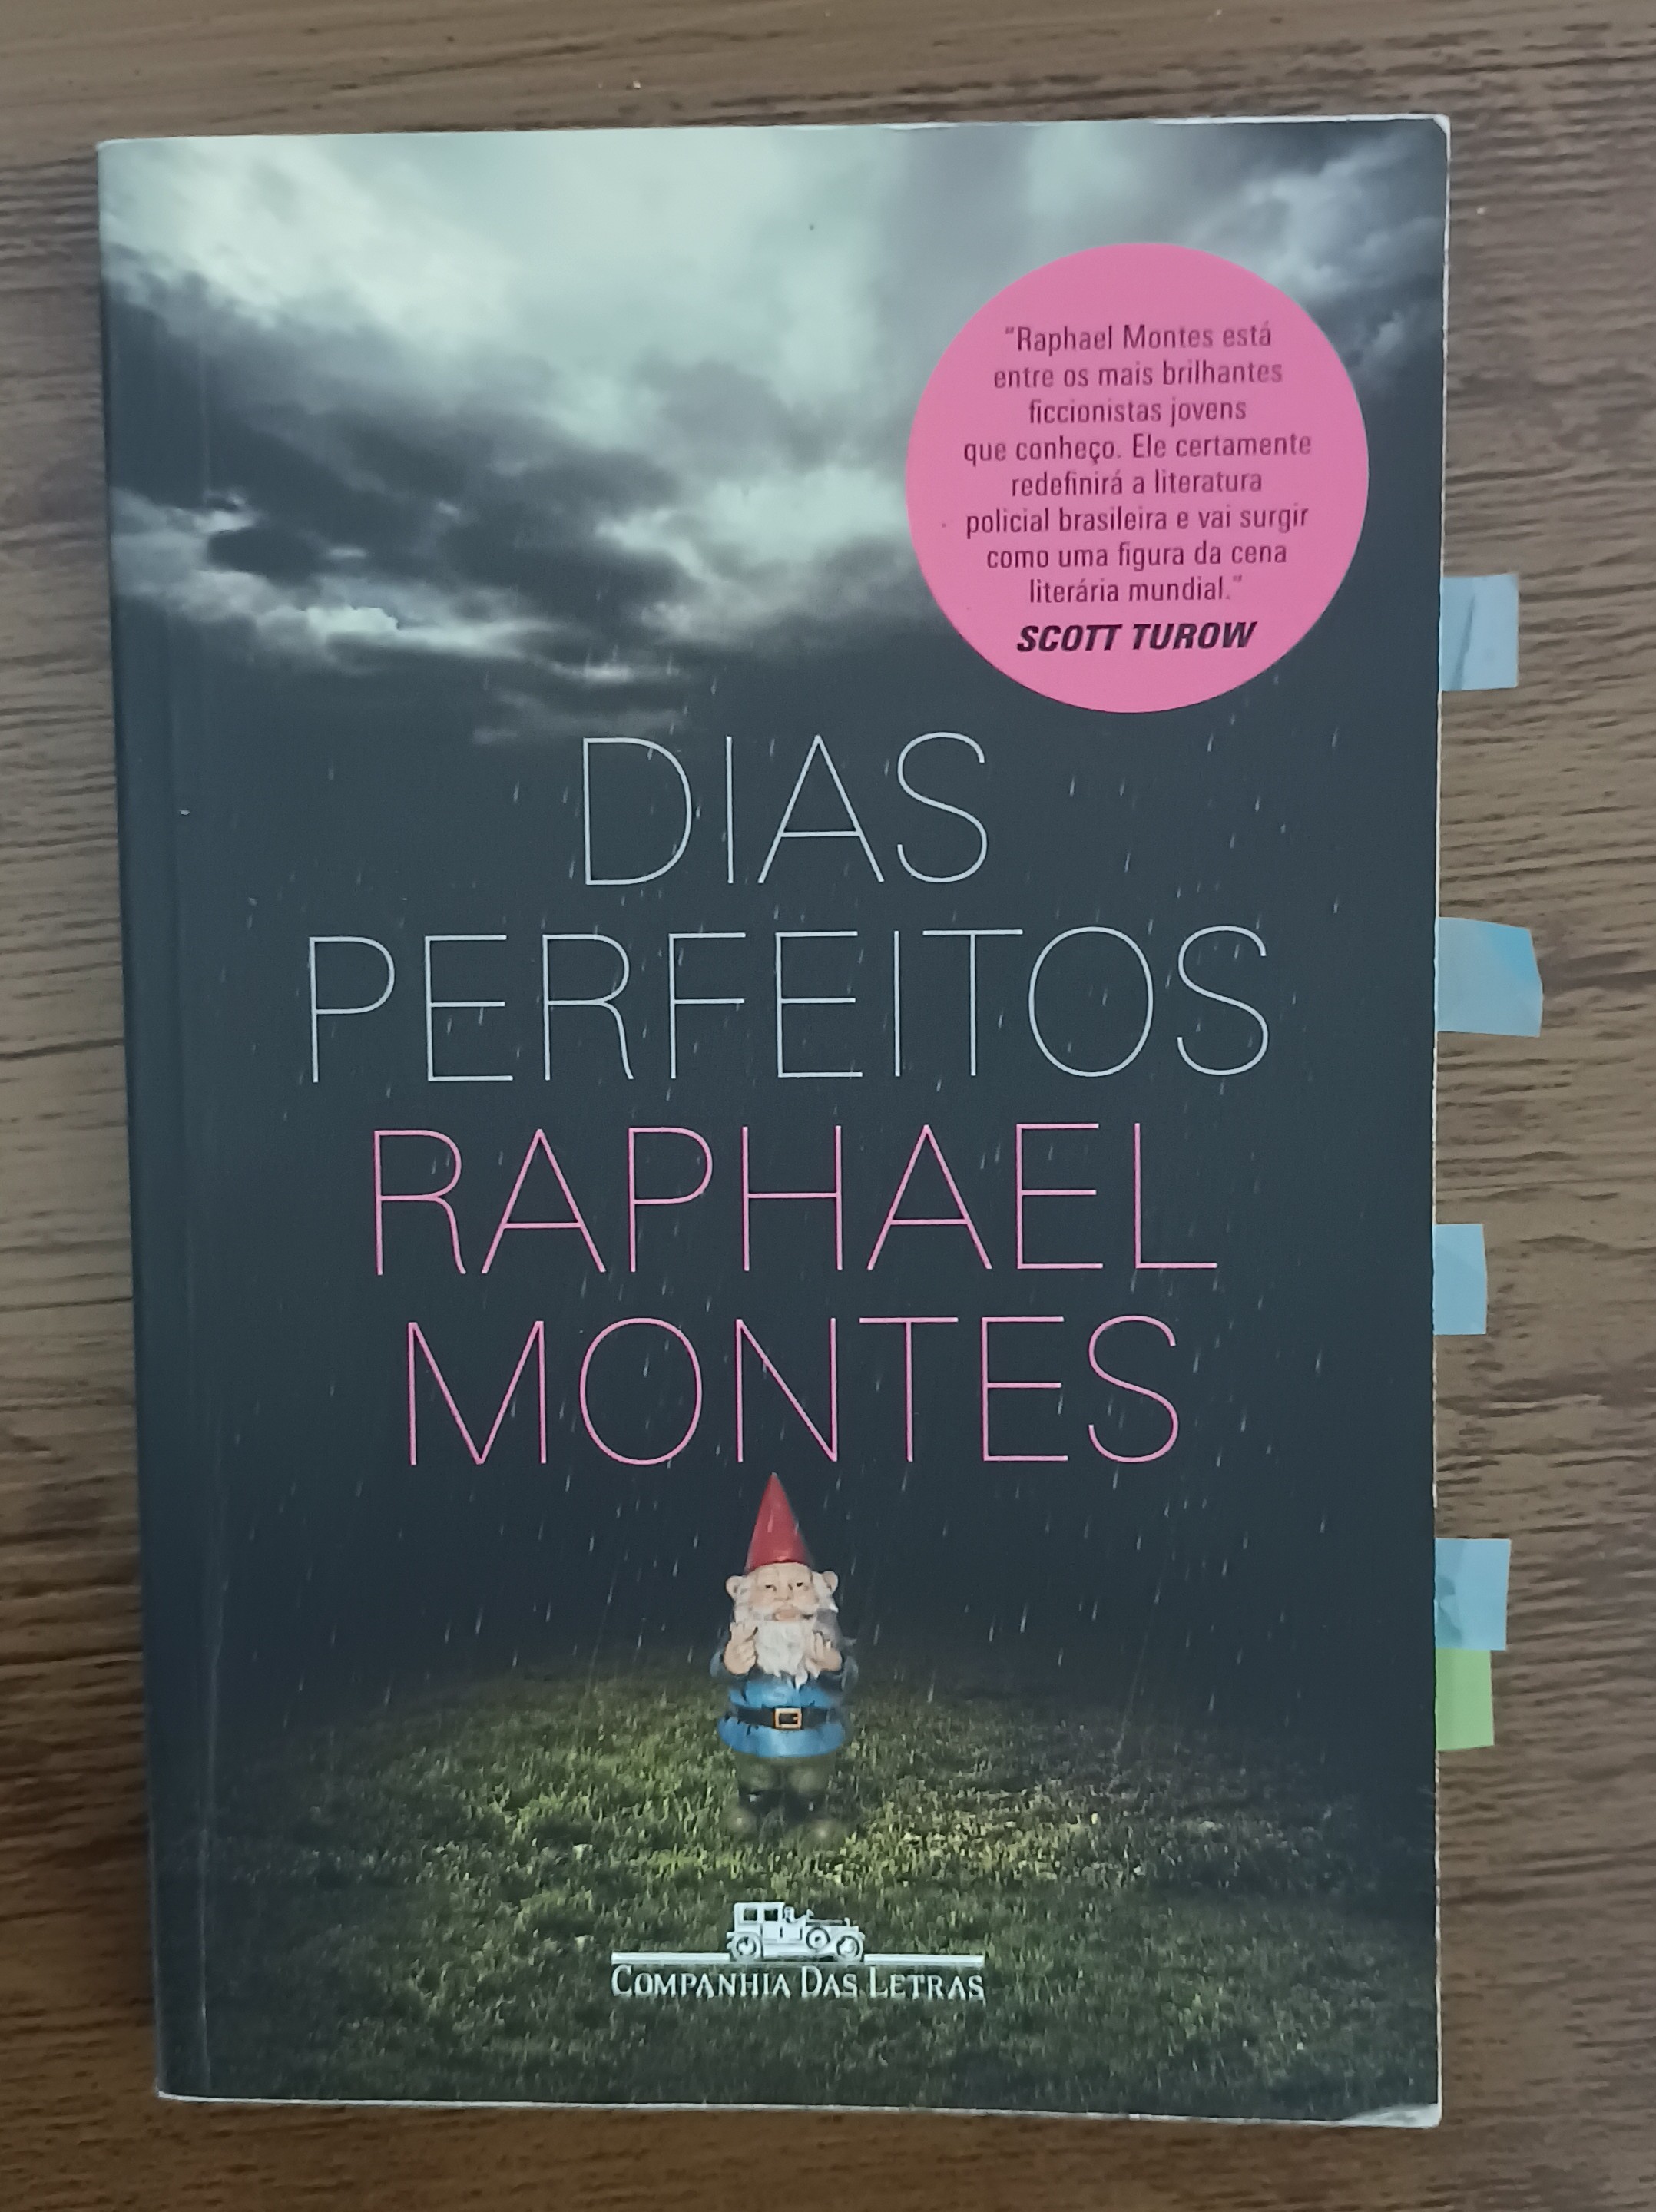 “Raphael Montes está
entre os mais brilhantes
ficcionistas jovens
que conheço. Ele certamente
redefinirá a literatura
policial brasileira e vai surgir
como uma figura da cena
literária mundial.”
SCOTT TUROW
DIAS
PERFEITOS
RAPHAEL
MONTES
COMPANHIA DAS LETRAS